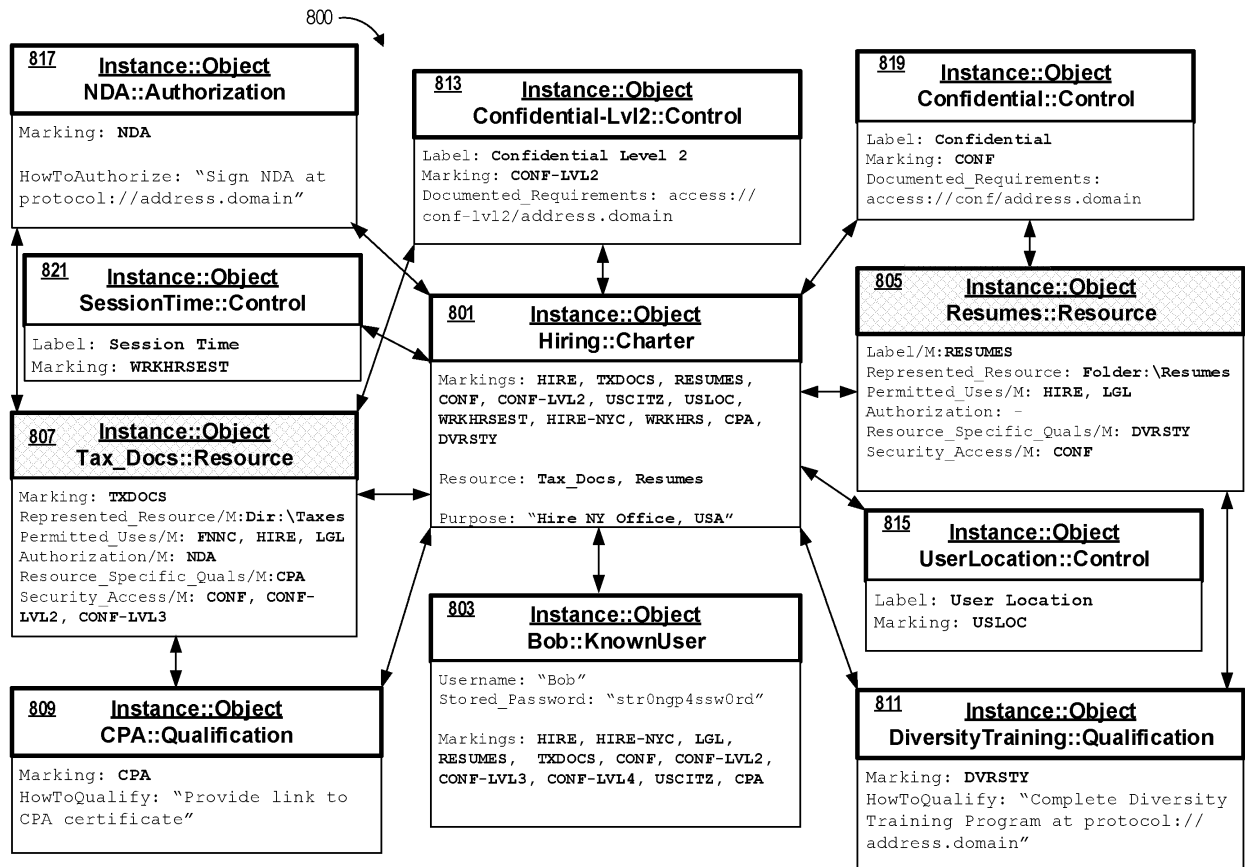 800
817
Instance::Object
NDA::Authorization
Marking: NDA
HowToAuthorize: “Sign NDA at
protocol://address.domain”
813
Instance::Object
Confidential-Lvl2::Control
Label: Confidential Level 2
Marking: CONF-LVL2
Documented_Requirements: access://
conf-lvl2/address.domain
819
Instance::Object
Confidential::Control
Label: Confidential
Marking: CONF
Documented_Requirements:
access://conf/address.domain
821
Instance::Object
SessionTime::Control
Label: Session Time
Marking: WRKHRSEST
801
Instance::Object
Hiring::Charter
Markings: HIRE, TXDOCS, RESUMES,
CONF, CONF-LVL2, USCITZ, USLOC,
WRKHRSEST, HIRE-NYC, WRKHRS, CPA,
DVRSTY
Resource: Tax_Docs, Resumes
Purpose: “Hire NY Office, USA”
805
Instance::Object
Resumes::Resource
Label/M:RESUMES
Represented_Resource: Folder:\Resumes
Permitted_Uses/M: HIRE, LGL
Authorization: –
Resource_Specific_Quals/M: DVRSTY
Security_Access/M: CONF
807
Instance::Object
Tax_Docs::Resource
Marking: TXDOCS
Represented_Resource/M:Dir:\Taxes
Permitted_Uses/M: FNNC, HIRE, LGL
Authorization/M: NDA
Resource_Specific_Quals/M:CPA
Security_Access/M: CONF, CONF-
LVL2, CONF-LVL3
815
Instance::Object
UserLocation::Control
Label: User Location
Marking: USLOC
803
Instance::Object
Bob::KnownUser
Username: “Bob”
Stored_Password: “str0ngp4ssw0rd”
Markings: HIRE, HIRE-NYC, LGL,
RESUMES, TXDOCS, CONF, CONF-LVL2,
CONF-LVL3, CONF-LVL4, USCITZ, CPA
809
Instance::Object
CPA::Qualification
Marking: CPA
HowToQualify: “Provide link to
CPA certificate”
811
Instance::Object
DiversityTraining::Qualification
Marking: DVRSTY
HowToQualify: “Complete Diversity
Training Program at protocol://
address.domain”